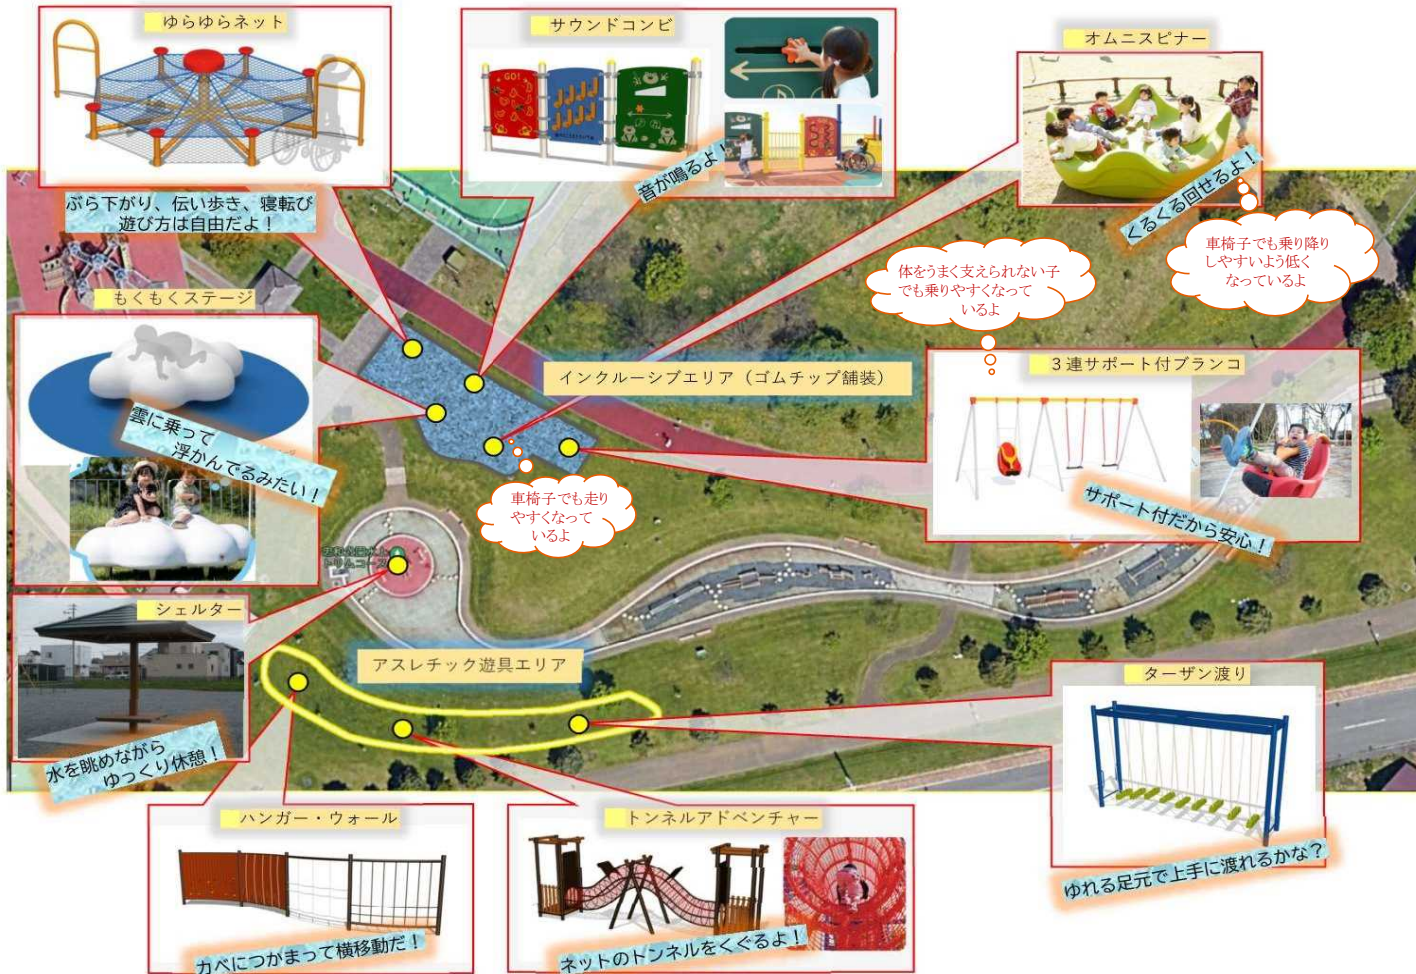 ゆらゆらネット
ぶら下がり、伝い歩き、寝転び
遊び方は自由だよ！
サウンドコンビ
GO!
音が鳴るよ！
オムニスピナー
くるくる回せるよ！
車椅子でも乗り降り
しやすいよう低く
なっているよ
体をうまく支えられない子
でも乗りやすくなって
いるよ
もくもくステージ
雲に乗って
浮かんでるみたい！
インクルーシブエリア（ゴムチップ舗装）
３連サポート付ブランコ
サポート付だから安心！
車椅子でも走り
やすくなって
いるよ
シェルター
水を眺めながら
ゆっくり休憩！
アスレチック遊具エリア
ターザン渡り
ゆれる足元で上手に渡れるかな？
ハンガー・ウォール
カベにつかまって横移動だ！
トンネルアドベンチャー
ネットのトンネルをくぐるよ！